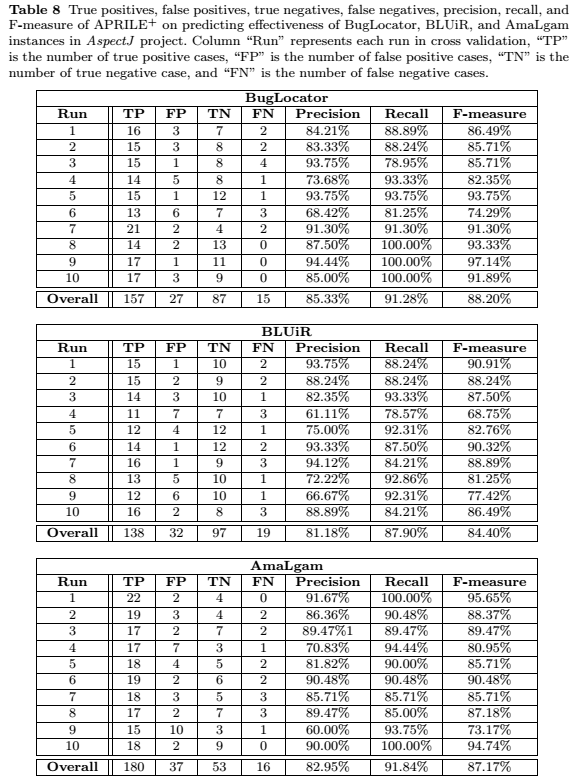 Table 8 True positives, false positives, true negatives, false negatives, precision, recall, and
F-measure of APRILE+ on predicting effectiveness of BugLocator, BLUiR, and AmaLgam
instances in AspectJ project. Column “Run” represents each run in cross validation, “TP”
is the number of true positive cases, “FP” is the number of false positive cases, “TN” is the
number of true negative case, and “FN” is the number of false negative cases.
BugLocator
Run TP FP TN FN Precision Recall F-measure
1 16 3 7 2 84.21% 88.89% 86.49%
2 15 3 8 2 83.33% 88.24% 85.71%
3 15 1 8 4 93.75% 78.95% 85.71%
4 14 5 8 1 73.68% 93.33% 82.35%
5 15 1 12 1 93.75% 93.75% 93.75%
6 13 6 7 3 68.42% 81.25% 74.29%
7 21 2 4 2 91.30% 91.30% 91.30%
8 14 2 13 0 87.50% 100.00% 93.33%
9 17 1 11 0 94.44% 100.00% 97.14%
10 17 3 9 0 85.00% 100.00% 91.89%
Overall 157 27 87 15 85.33% 91.28% 88.20%
BLUiR
Run TP FP TN FN Precision Recall F-measure
1 15 1 10 2 93.75% 88.24% 90.91%
2 15 2 9 2 88.24% 88.24% 88.24%
3 14 3 10 1 82.35% 93.33% 87.50%
4 11 7 7 3 61.11% 78.57% 68.75%
5 12 4 12 1 75.00% 92.31% 82.76%
6 14 1 12 2 93.33% 87.50% 90.32%
7 16 1 9 3 94.12% 84.21% 88.89%
8 13 5 10 1 72.22% 92.86% 81.25%
9 12 6 10 1 66.67% 92.31% 77.42%
10 16 2 8 3 88.89% 84.21% 86.49%
Overall 138 32 97 19 81.18% 87.90% 84.40%
AmaLgam
Run TP FP TN FN Precision Recall F-measure
1 22 2 4 0 91.67% 100.00% 95.65%
2 19 3 4 2 86.36% 90.48% 88.37%
3 17 2 7 2 89.47%1 89.47% 89.47%
4 17 7 3 1 70.83% 94.44% 80.95%
5 18 4 5 2 81.82% 90.00% 85.71%
6 19 2 6 2 90.48% 90.48% 90.48%
7 18 3 5 3 85.71% 85.71% 85.71%
8 17 2 7 3 89.47% 85.00% 87.18%
9 15 10 3 1 60.00% 93.75% 73.17%
10 18 2 9 0 90.00% 100.00% 94.74%
Overall 180 37 53 16 82.95% 91.84% 87.17%